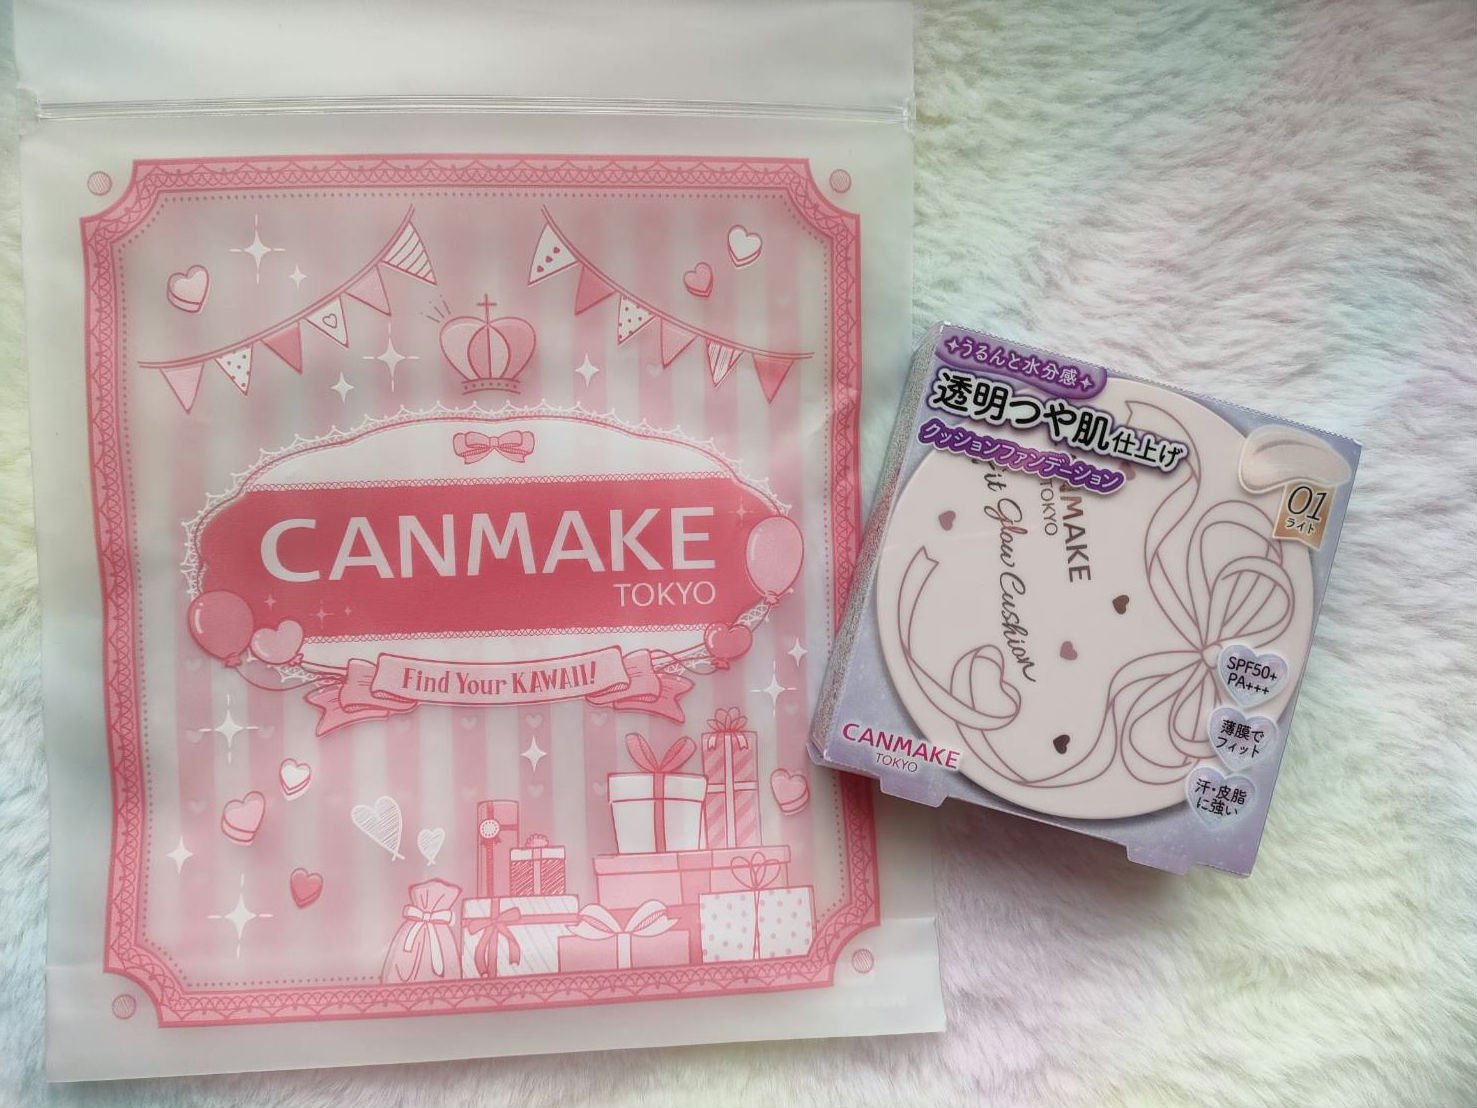 CANMAKE
TOKYO
Find Your KAWAII!
うるんと水分感
透明つや肌仕上げ
クッションファンデーション
01
ライト
NMAKE
TOKYO
it Glow Cushion
SPF50+
PA+++
薄膜で
フィット
汗・皮脂
に強い
CANMAKE
TOKYO